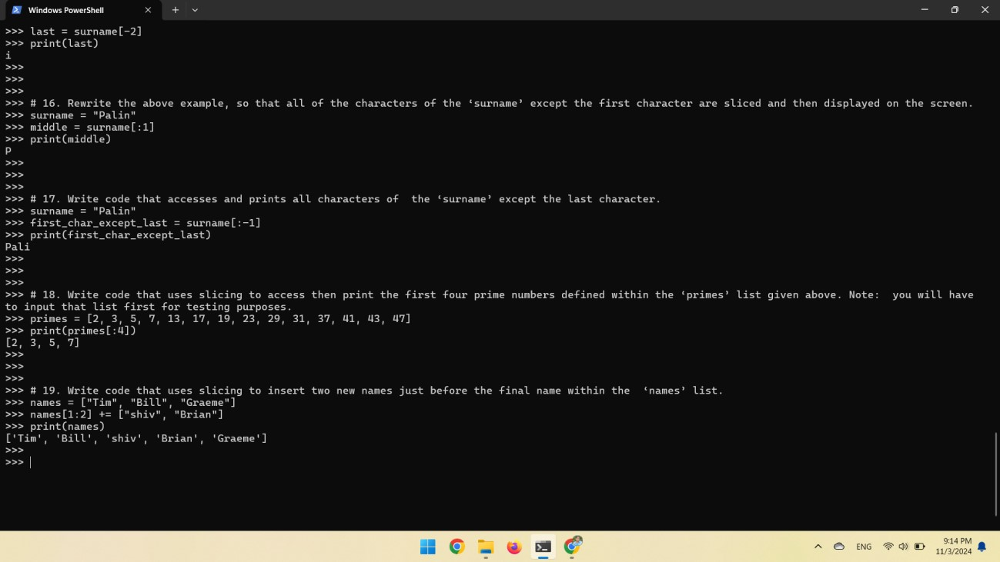 Windows PowerShell
>>> last = surname[-2]
>>> print(last)
i
>>>
>>>
>>>
>>> # 16. Rewrite the above example, so that all of the characters of the ‘surname’ except the first character are sliced and then displayed on the screen.
>>> surname = "Palin"
>>> middle = surname[:1]
>>> print(middle)
P
>>>
>>>
>>>
>>> # 17. Write code that accesses and prints all characters of  the ‘surname’ except the last character.
>>> surname = "Palin"
>>> first_char_except_last = surname[:-1]
>>> print(first_char_except_last)
Pali
>>>
>>>
>>>
>>> # 18. Write code that uses slicing to access then print the first four prime numbers defined within the ‘primes’ list given above. Note:  you will have
to input that list first for testing purposes.
>>> primes = [2, 3, 5, 7, 13, 17, 19, 23, 29, 31, 37, 41, 43, 47]
>>> print(primes[:4])
[2, 3, 5, 7]
>>>
>>>
>>>
>>> # 19. Write code that uses slicing to insert two new names just before the final name within the  ‘names’ list.
>>> names = ["Tim", "Bill", "Graeme"]
>>> names[1:2] += ["shiv", "Brian"]
>>> print(names)
['Tim', 'Bill', 'shiv', 'Brian', 'Graeme']
>>>
>>>
ENG
9:14 PM
11/3/2024